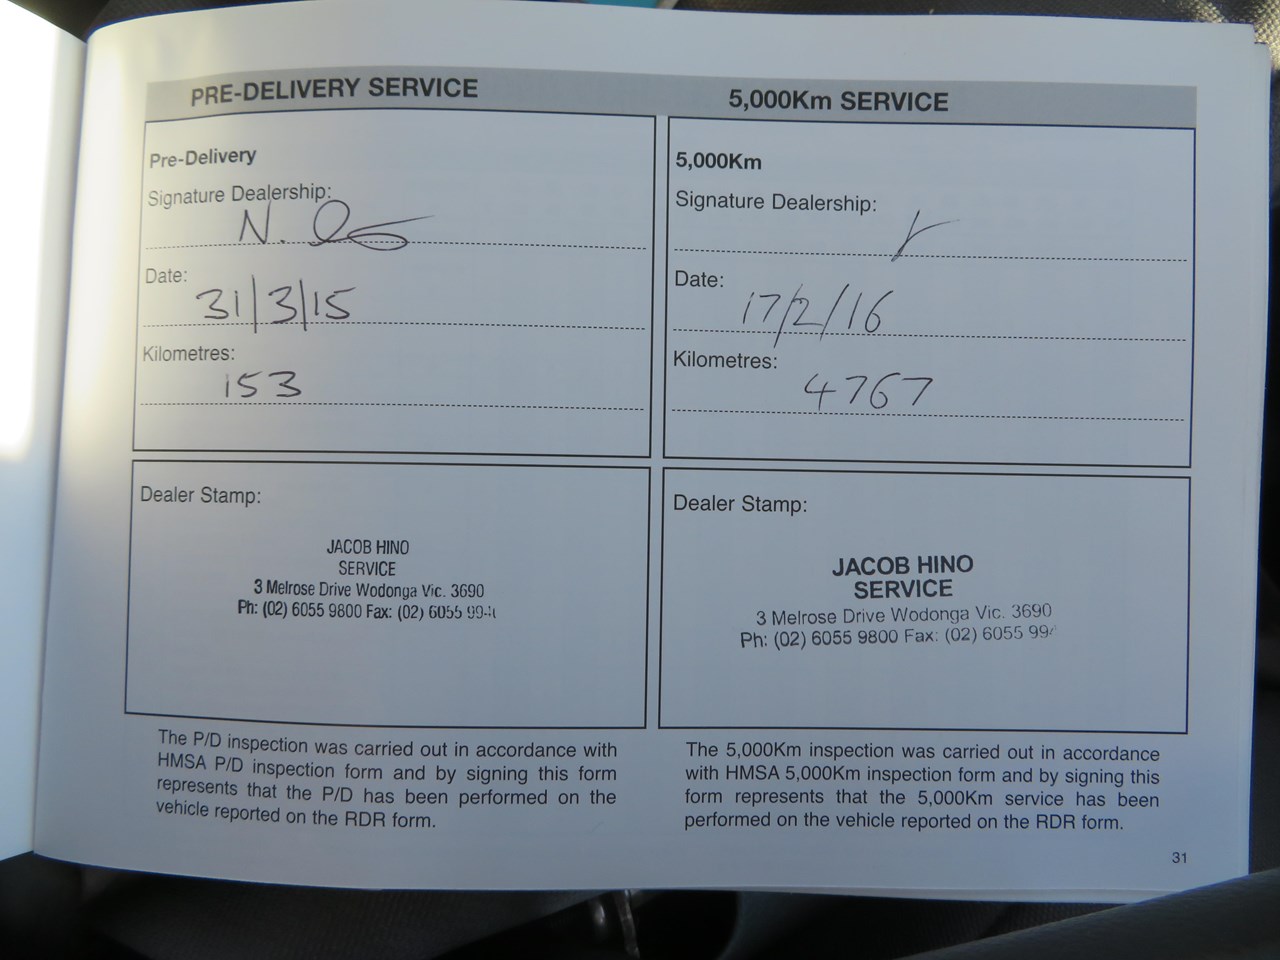 PRE-DELIVERY SERVICE
Pre-Delivery
Signature Dealership:
N.
Date:
31/3/15
Kilometres:
153
Dealer Stamp:
JACOB HINO
SERVICE
3 Melrose Drive Wodonga Vic. 3690
Ph: (02) 6055 9800 Fax: (02) 6055
The P/D inspection was carried out in accordance with
HMSA P/D inspection form and by signing this form
represents that the P/D has been performed on the
vehicle reported on the RDR form.
5,000Km SERVICE
5,000Km
Signature Dealership:
Date:
17/2/16
Kilometres:
4767
Dealer Stamp:
JACOB HINO
SERVICE
3 Melrose Drive Wodonga Vic. 3690
Ph: (02) 6055 9800 Fax: (02) 6055
The 5,000Km inspection was carried out in accordance
with HMSA 5,000Km inspection form and by signing this
form represents that the 5,000Km service has been
performed on the vehicle reported on the RDR form.
31